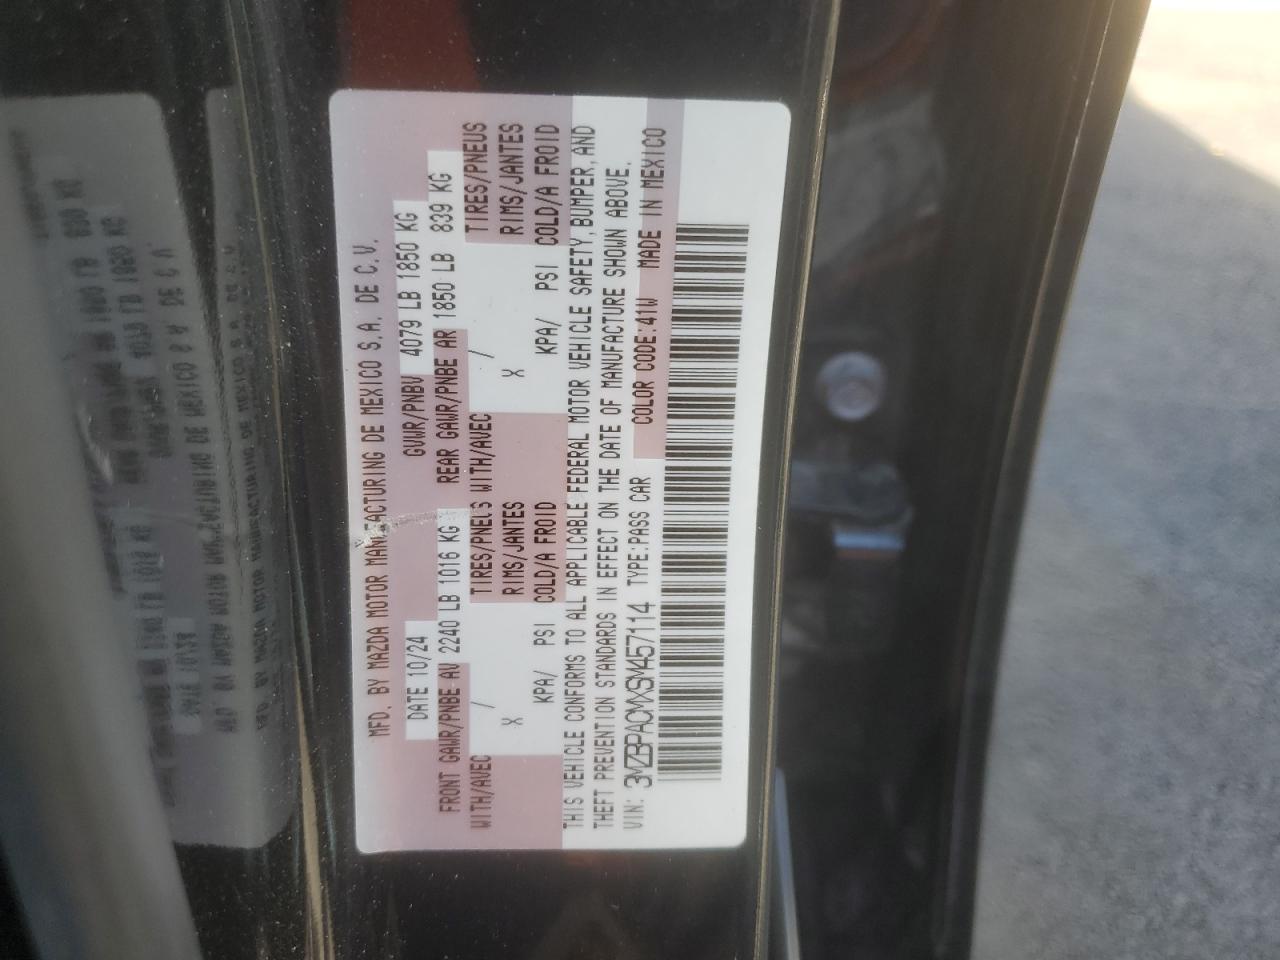 MFD. BY MAZDA MOTOR MANUFACTURING DE MEXICO S.A. DE C.V.
DATE 10/24 GVWR/PNBV 4079 LB 1850 KG
FRONT GAWR/PNBE AV 2240 LB 1016 KG REAR GAWR/PNBE AR 1850 LB 839 KG
WITH/AVEC / TIRES/PNEUS WITH/AVEC / TIRES/PNEUS
X RIMS/JANTES X RIMS/JANTES
KPA/ PSI COLD/A FROID KPA/ PSI COLD/A FROID
THIS VEHICLE CONFORMS TO ALL APPLICABLE FEDERAL MOTOR VEHICLE SAFETY, BUMPER, AND
THEFT PREVENTION STANDARDS IN EFFECT ON THE DATE OF MANUFACTURE SHOWN ABOVE.
VIN: 3MZBPACMXSM457114 TYPE:PASS CAR COLOR CODE:41W MADE IN MEXICO